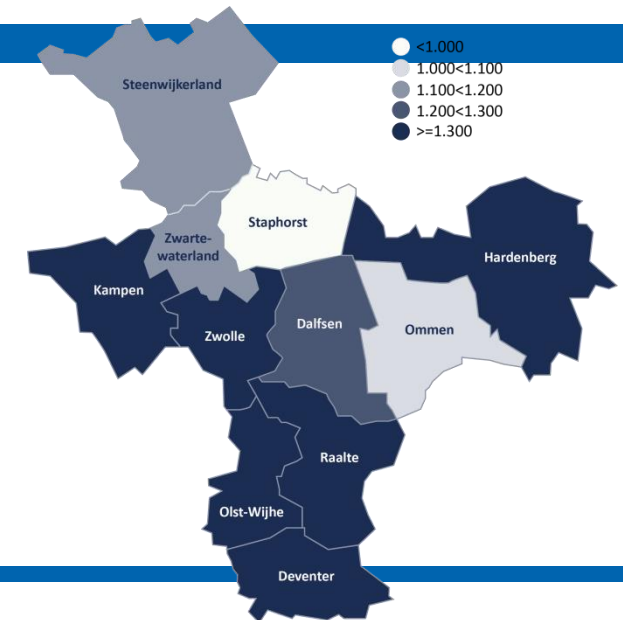 <1.000
1.000<1.100
1.100<1.200
1.200<1.300
>=1.300
Steenwijkerland
Staphorst
Zwarte-
waterland
Hardenberg
Kampen
Zwolle
Dalfsen
Ommen
Raalte
Olst-Wijhe
Deventer